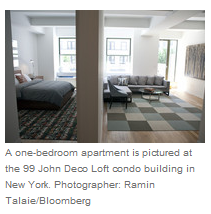 A one-bedroom apartment is pictured at
the 99 John Deco Loft condo building in
New York. Photographer: Ramin
Talaie/Bloomberg